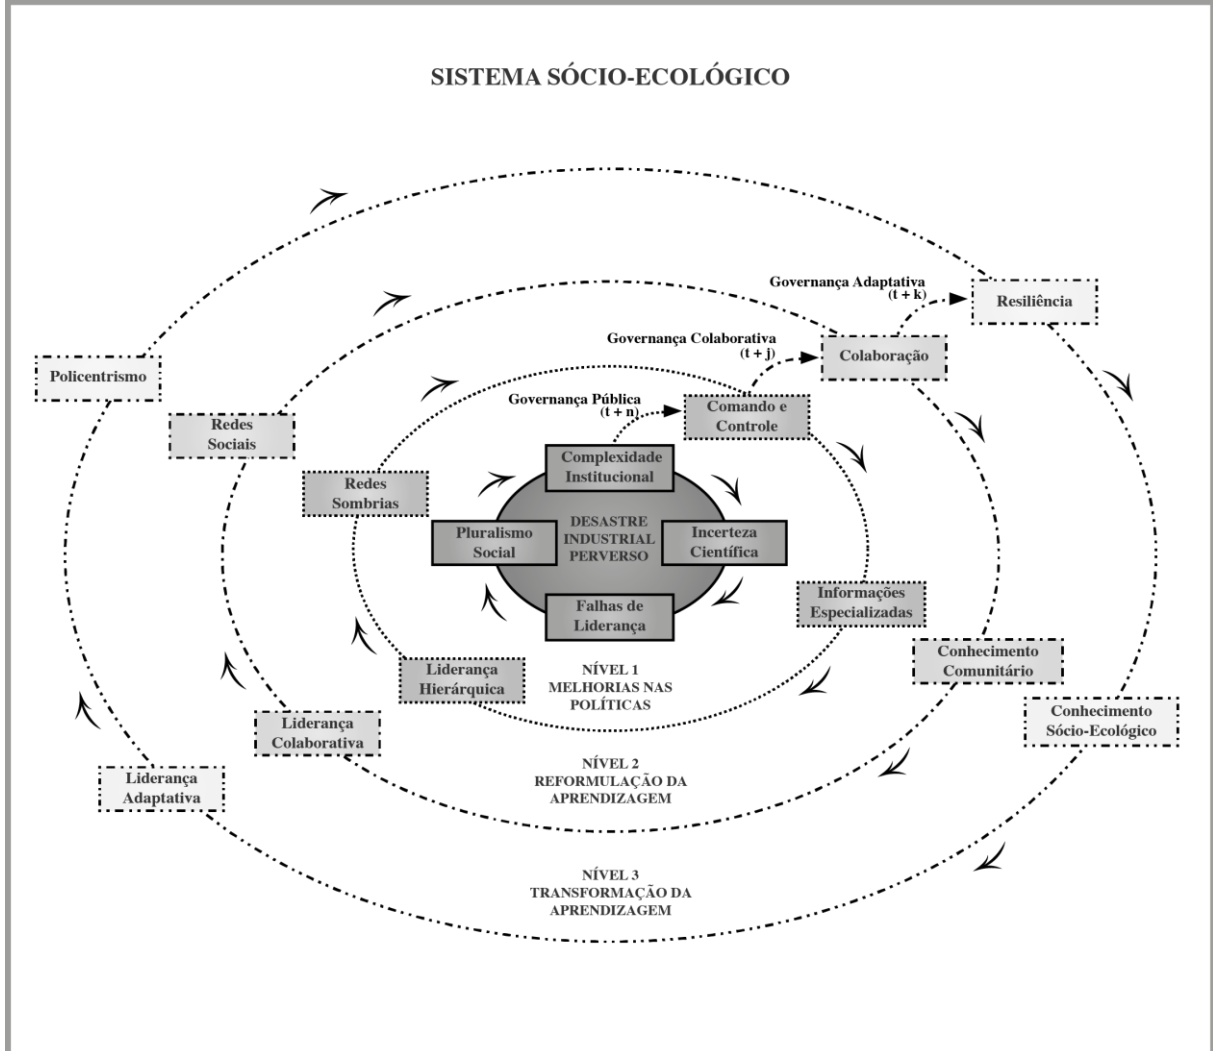 SISTEMA SÓCIO-ECOLÓGICO
Governança Adaptativa
(t + k)
Resiliência
Governança Colaborativa
(t + j)
Colaboração
Policentrismo
Governança Pública
(t + n)
Comando e
Controle
Redes
Sociais
Complexidade
Institucional
Redes
Sombrias
DESASTRE
INDUSTRIAL
PERVERSO
Pluralismo
Social
Incerteza
Científica
Falhas de
Liderança
Informações
Especializadas
Liderança
Hierárquica
NÍVEL 1
MELHORIAS NAS
POLÍTICAS
Conhecimento
Comunitário
Conhecimento
Sócio-Ecológico
Liderança
Colaborativa
NÍVEL 2
REFORMULAÇÃO DA
APRENDIZAGEM
Liderança
Adaptativa
NÍVEL 3
TRANSFORMAÇÃO DA
APRENDIZAGEM